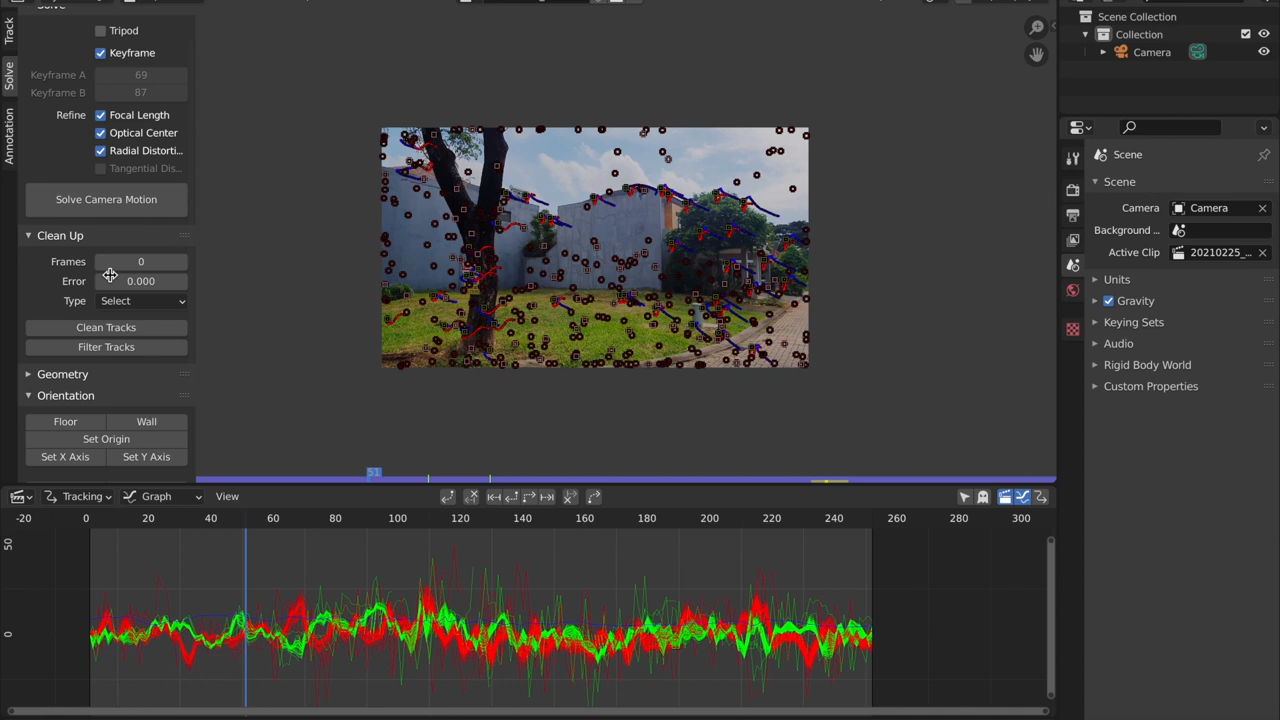 Track
Solve
Annotation
Tripod
Keyframe
Keyframe A 69
Keyframe B 87
Refine Focal Length
Optical Center
Radial Distorti...
Tangential Dis...
Solve Camera Motion
Clean Up
Frames 0
Error 0.000
Type Select
Clean Tracks
Filter Tracks
Geometry
Orientation
Floor Wall
Set Origin
Set X Axis Set Y Axis
51
Tracking Graph View
-20 0 20 40 60 80 100 120 140 160 180 200 220 240 260 280 300
50
0
Scene Collection
Collection
Camera
Scene
Scene
Camera Camera
Background ...
Active Clip 20210225_...
Units
Gravity
Keying Sets
Audio
Rigid Body World
Custom Properties